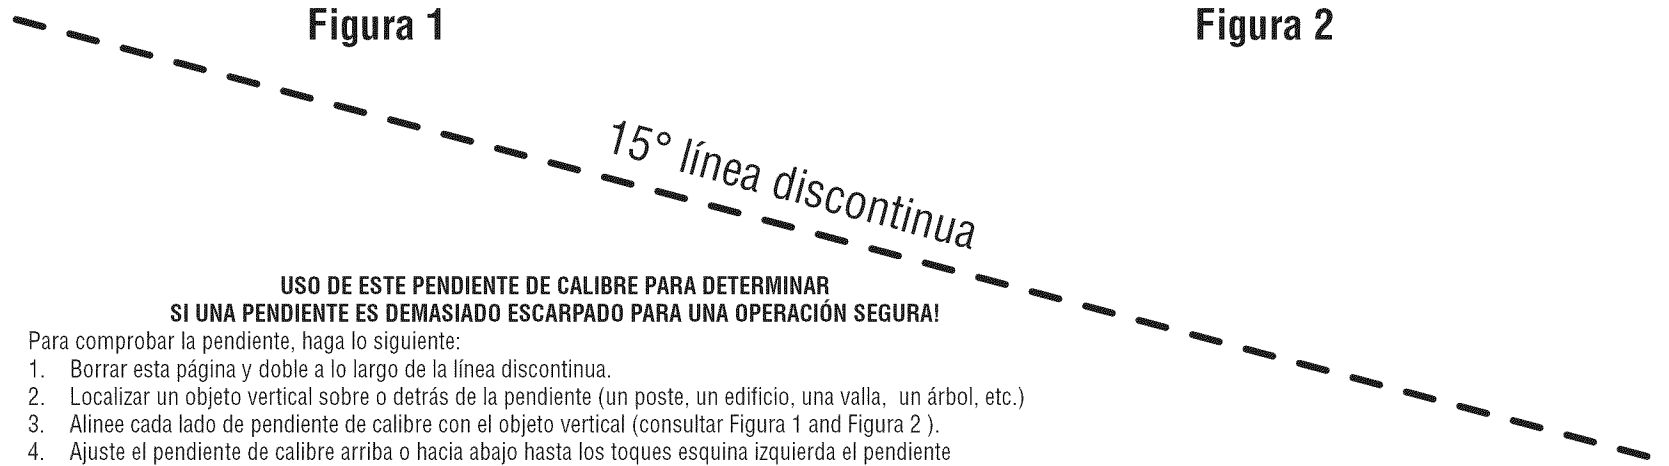 Figura 1
Figura 2
15° línea discontinua
USO DE ESTE PENDIENTE DE CALIBRE PARA DETERMINAR
SI UNA PENDIENTE ES DEMASIADO ESCARPADO PARA UNA OPERACIÓN SEGURA!
Para comprobar la pendiente, haga lo siguiente:
1. Borrar esta página y doble a lo largo de la línea discontinua.
2. Localizar un objeto vertical sobre o detrás de la pendiente (un poste, un edificio, una valla, un árbol, etc.)
3. Alinee cada lado de pendiente de calibre con el objeto vertical (consultar Figura 1 and Figura 2 ).
4. Ajuste el pendiente de calibre arriba o hacia abajo hasta los toques esquina izquierda el pendiente